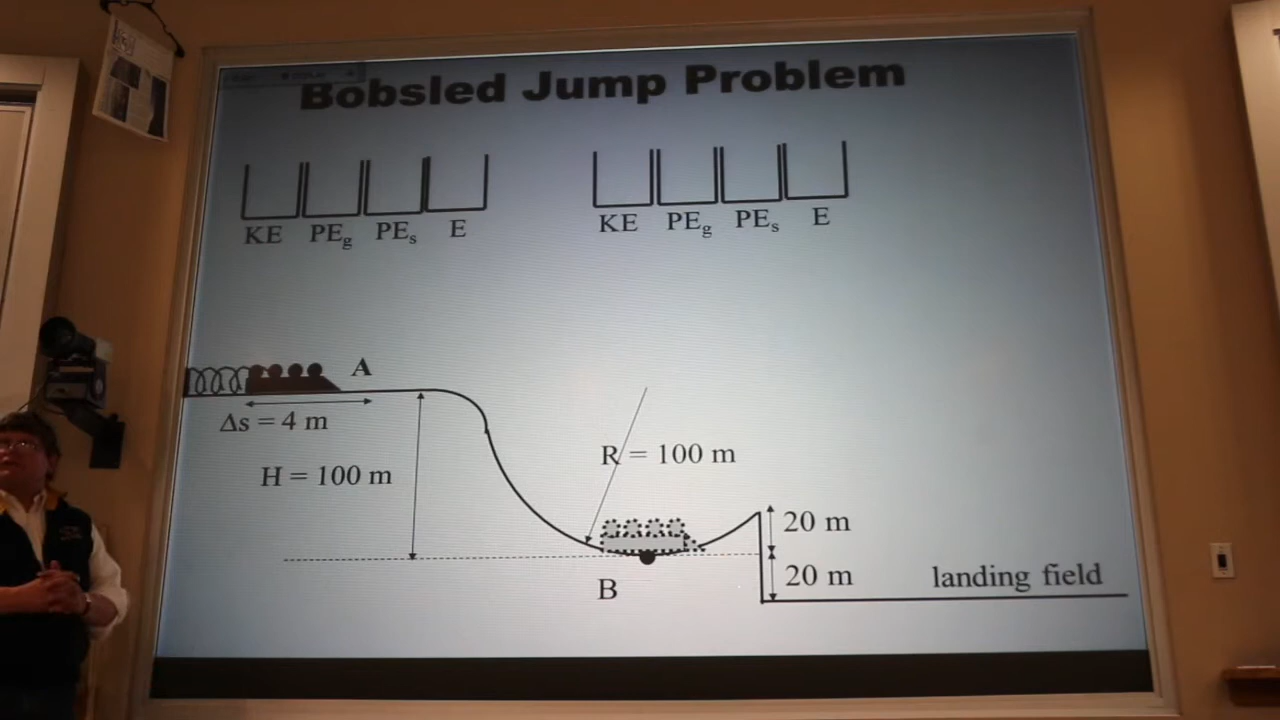 Bobsled Jump Problem
KE PEg PEs E
KE PEg PEs E
A
Δs = 4 m
H = 100 m
R = 100 m
20 m
20 m
B
landing field